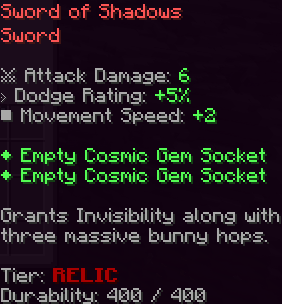 Sword of Shadows
Sword
⚔ Attack Damage: 6
> Dodge Rating: +5%
■ Movement Speed: +2
◆ Empty Cosmic Gem Socket
◆ Empty Cosmic Gem Socket
Grants Invisibility along with
three massive bunny hops.
Tier: RELIC
Durability: 400 / 400